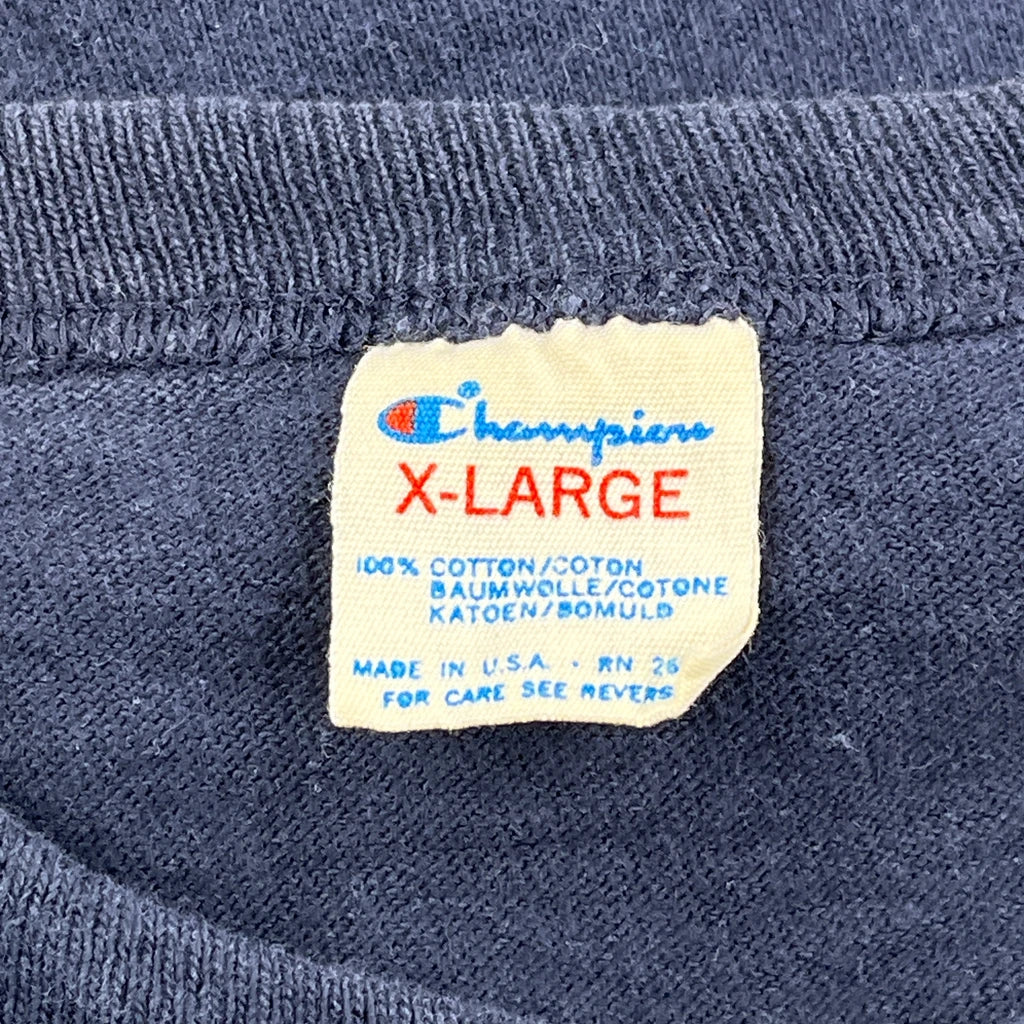 Champion®
X-LARGE
100% COTTON/COTON
BAUMWOLLE/COTONE
KATOEN/BOMULD
MADE IN U.S.A. · RN 26
FOR CARE SEE REVERS